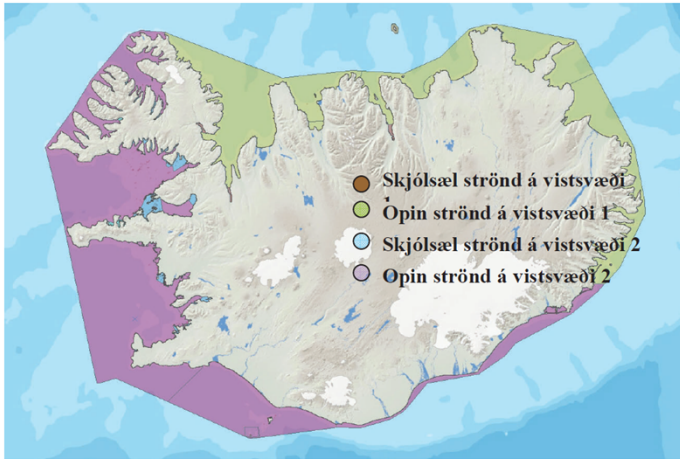 Skjólsæl strönd á vistsvæði
Opin strönd á vistsvæði 1
Skjólsæl strönd á vistsvæði 2
Opin strönd á vistsvæði 2